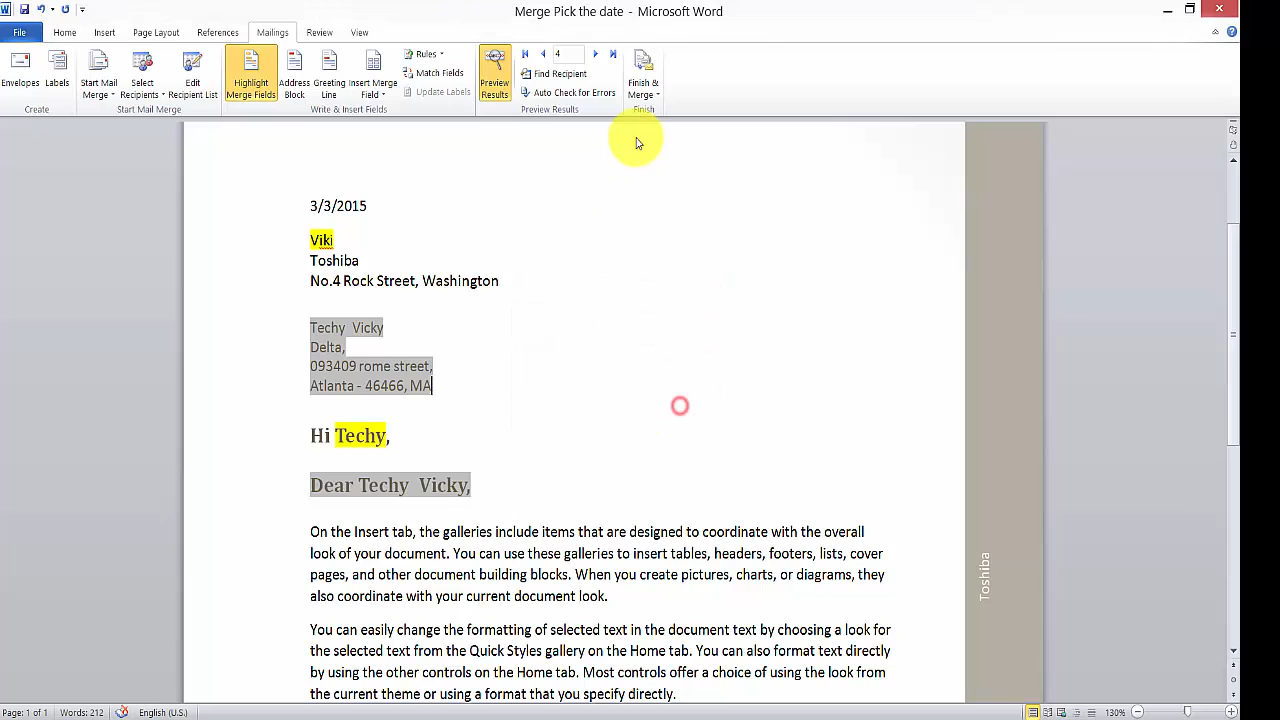 Merge Pick the date - Microsoft Word
File Home Insert Page Layout References Mailings Review View
Envelopes
Labels
Create
Start Mail
Merge
Select
Recipients
Edit
Recipient List
Start Mail Merge
Highlight
Merge Fields
Address
Block
Greeting
Line
Insert Merge
Field
Rules
Match Fields
Update Labels
Write & Insert Fields
Preview
Results
4
Find Recipient
Auto Check for Errors
Preview Results
Finish &
Merge
Finish
3/3/2015
Viki
Toshiba
No.4 Rock Street, Washington
Techy  Vicky
Delta,
093409 rome street,
Atlanta - 46466, MA
Hi Techy,
Dear Techy  Vicky,
On the Insert tab, the galleries include items that are designed to coordinate with the overall
look of your document. You can use these galleries to insert tables, headers, footers, lists, cover
pages, and other document building blocks. When you create pictures, charts, or diagrams, they
also coordinate with your current document look.
You can easily change the formatting of selected text in the document text by choosing a look for
the selected text from the Quick Styles gallery on the Home tab. You can also format text directly
by using the other controls on the Home tab. Most controls offer a choice of using the look from
the current theme or using a format that you specify directly.
Toshiba
Page: 1 of 1 Words: 212 English (U.S.) 130%